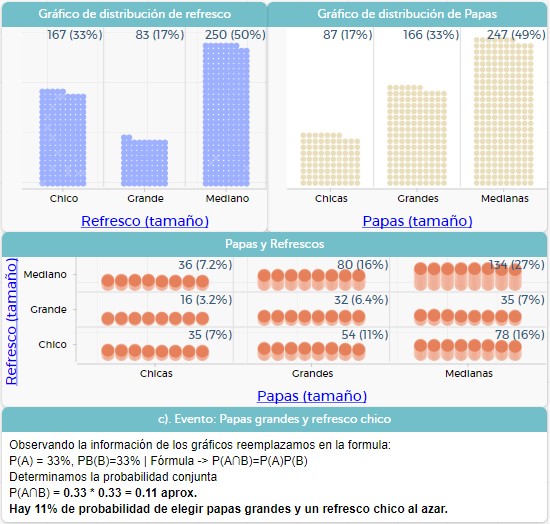 Gráfico de distribución de refresco
167 (33%) 83 (17%) 250 (50%)
Chico Grande Mediano
Refresco (tamaño)
Gráfico de distribución de Papas
87 (17%) 166 (33%) 247 (49%)
Chicas Grandes Medianas
Papas (tamaño)
Papas y Refrescos
Refresco (tamaño)
Mediano 36 (7.2%) 80 (16%) 134 (27%)
Grande 16 (3.2%) 32 (6.4%) 35 (7%)
Chico 35 (7%) 54 (11%) 78 (16%)
Chicas Grandes Medianas
Papas (tamaño)
c). Evento: Papas grandes y refresco chico
Observando la información de los gráficos reemplazamos en la formula:
P(A) = 33%, PB(B)=33% | Fórmula -> P(A∩B)=P(A)P(B)
Determinamos la probabilidad conjunta
P(A∩B) = 0.33 * 0.33 = 0.11 aprox.
Hay 11% de probabilidad de elegir papas grandes y un refresco chico al azar.